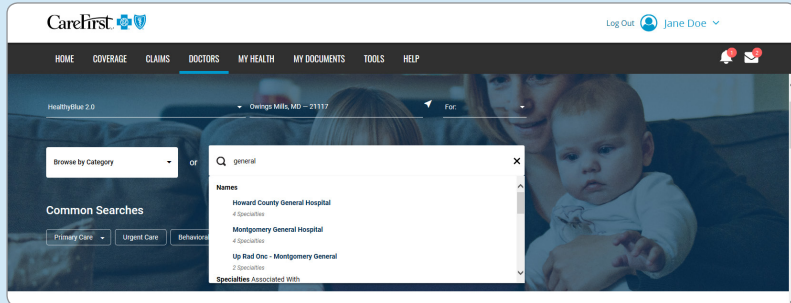 CareFirst
Log Out Jane Doe
HOME COVERAGE CLAIMS DOCTORS MY HEALTH MY DOCUMENTS TOOLS HELP
HealthyBlue 2.0 Owings Mills, MD — 21117 For:
Browse by Category or general
Names
Howard County General Hospital
4 Specialties
Common Searches
Montgomery General Hospital
4 Specialties
Primary Care Urgent Care Behavioral
Up Rad Onc - Montgomery General
2 Specialties
Specialties Associated With